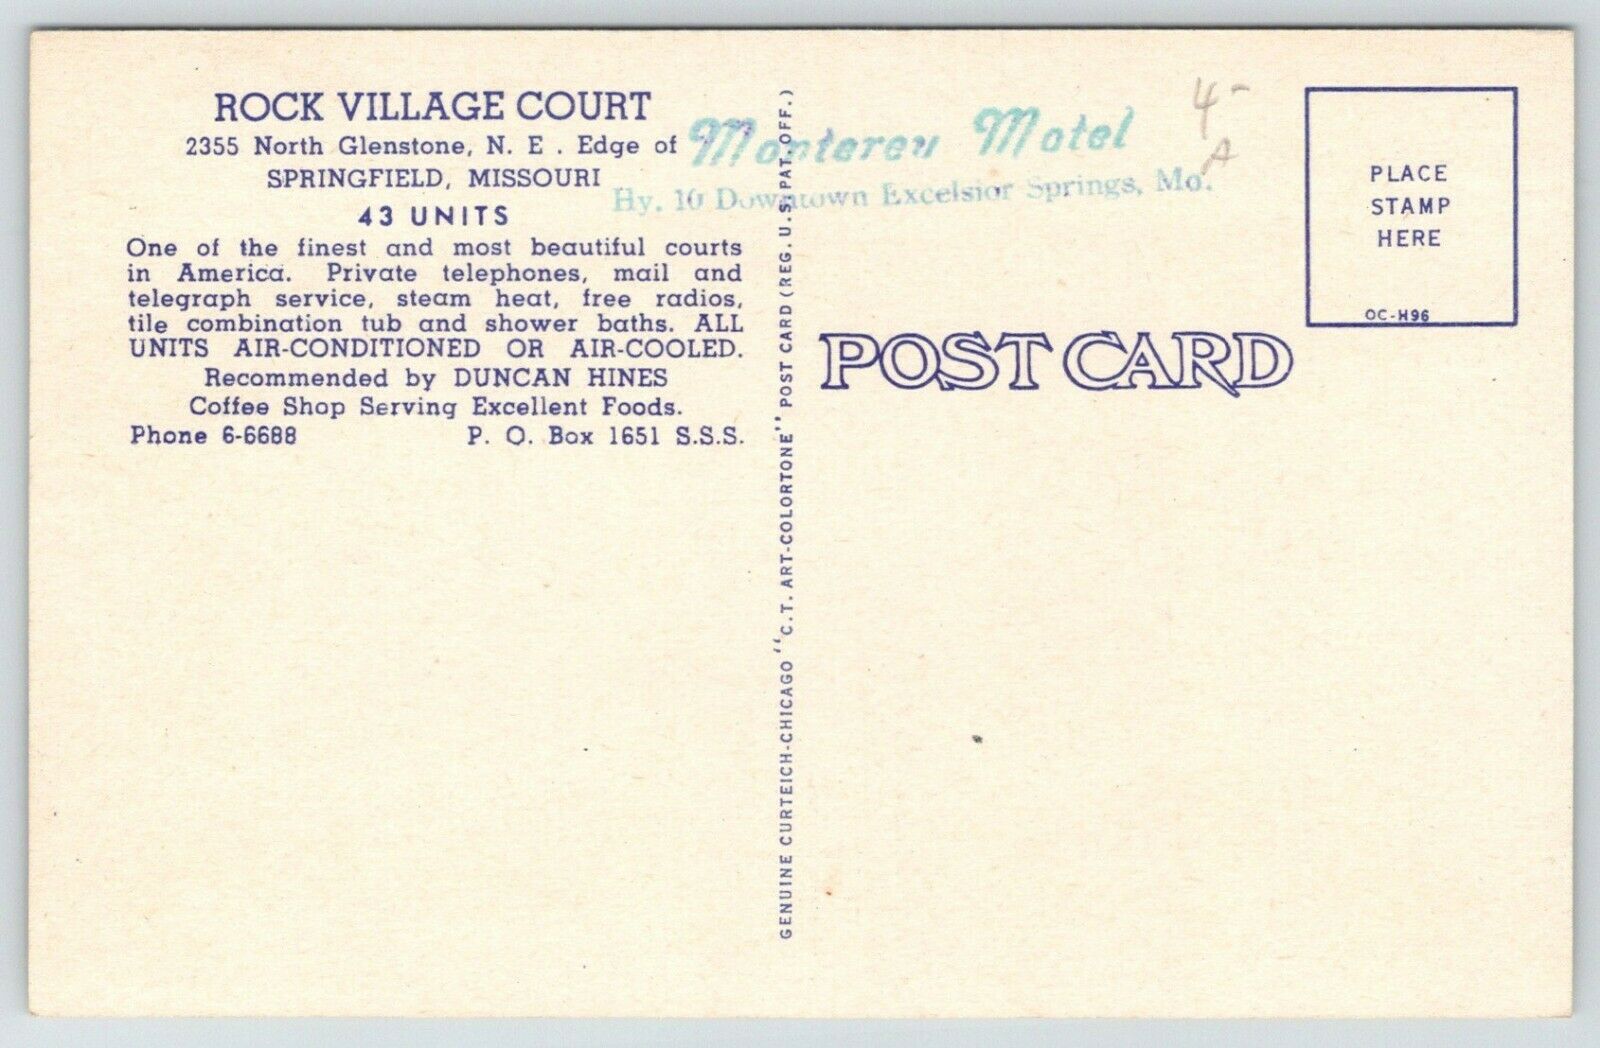 ROCK VILLAGE COURT
2355 North Glenstone, N. E . Edge of
SPRINGFIELD, MISSOURI
43 UNITS
One of the finest and most beautiful courts
in America. Private telephones, mail and
telegraph service, steam heat, free radios,
tile combination tub and shower baths. ALL
UNITS AIR-CONDITIONED OR AIR-COOLED.
Recommended by DUNCAN HINES
Coffee Shop Serving Excellent Foods.
Phone 6-6688 P. O. Box 1651 S.S.S.
Monterey Motel
Hy. 10 Downtown Excelsior Springs, Mo.
4-
A
GENUINE CURTEICH-CHICAGO "C.T. ART-COLORTONE" POST CARD (REG. U.S. PAT. OFF.)
POST CARD
PLACE
STAMP
HERE
OC-H96